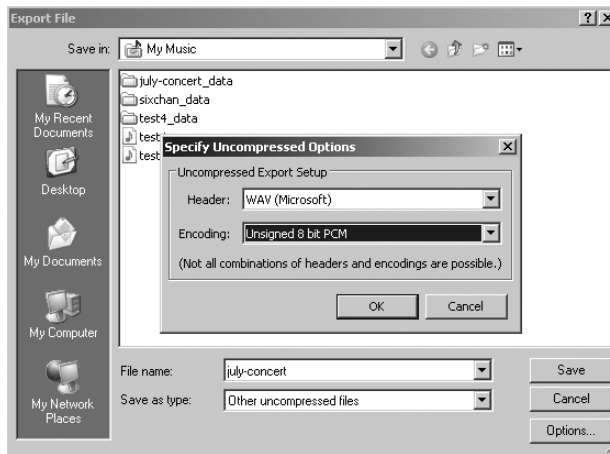 Export File
Save in: My Music
july-concert_data
sixchan_data
test4_data
test
test
My Recent
Documents
Desktop
My Documents
My Computer
My Network
Places
Specify Uncompressed Options
Uncompressed Export Setup
Header: WAV (Microsoft)
Encoding: Unsigned 8 bit PCM
(Not all combinations of headers and encodings are possible.)
OK Cancel
File name: july-concert Save
Save as type: Other uncompressed files Cancel
Options...